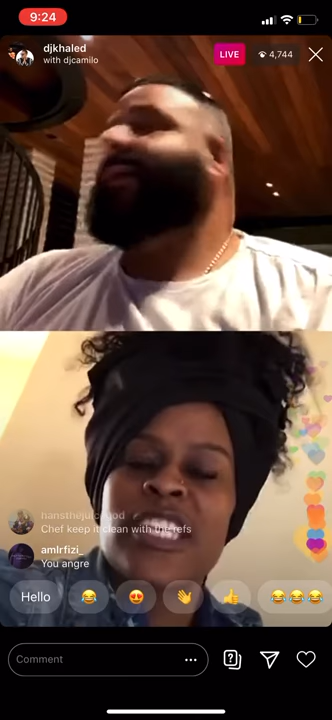 9:24
djkhaled
with djcamilo
LIVE
4,744
Chef keep it clean with the refs
amlrfizi_
You angre
Hello
Comment